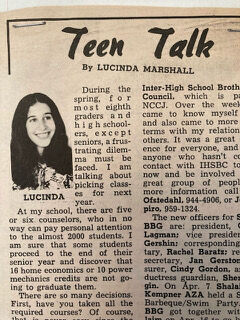 Teen Talk
By LUCINDA MARSHALL
During the
spring, for
most eighth
graders and
high school-
ers, except
seniors, a frus-
trating dilem-
ma must be
faced. I am
talking about
picking class-
es for next
year.
LUCINDA
At my school, there are five
or six counselors, who in no
way can pay personal attention
to the almost 2000 students. I
am sure that some students
proceed to the end of their
senior year and discover that
16 home economics or 10 power
mechanics credits are not go-
ing to graduate them.
There are so many decisions.
First, have you taken all the
required courses? Of course,
Inter-High School Broth
Council, which is pa
NCCJ. Over the week
came to know myself
and also came to more
terms with my relation
others. It was a great
ence for everyone, and
anyone who hasn't co
contact with IHSBC to
now and be involved
great group of people
more information call
Ofstedahl, 944-4906, or J
piro, 959-1324.
The new officers for S
BBG are: president,
Lagman; vice president
Gershin; corresponding
tary, Rachel Baratz;
secretary, Jan Gerstor
surer, Cindy Gordon, an
ductress guardian, Sheer
gin. On Apr. 7 Shalan
Kempner AZA held a
Barbeque/Swim Party.
BBG got together with